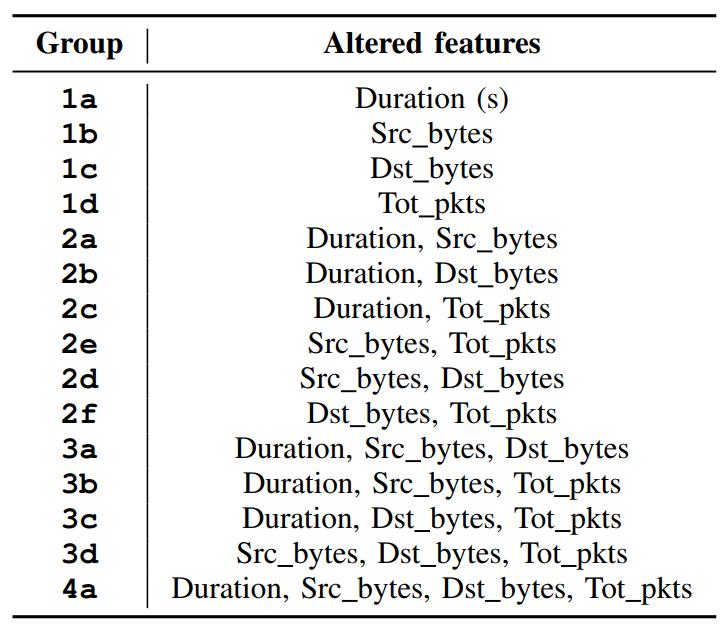 Group Altered features
1a Duration (s)
1b Src_bytes
1c Dst_bytes
1d Tot_pkts
2a Duration, Src_bytes
2b Duration, Dst_bytes
2c Duration, Tot_pkts
2e Src_bytes, Tot_pkts
2d Src_bytes, Dst_bytes
2f Dst_bytes, Tot_pkts
3a Duration, Src_bytes, Dst_bytes
3b Duration, Src_bytes, Tot_pkts
3c Duration, Dst_bytes, Tot_pkts
3d Src_bytes, Dst_bytes, Tot_pkts
4a Duration, Src_bytes, Dst_bytes, Tot_pkts